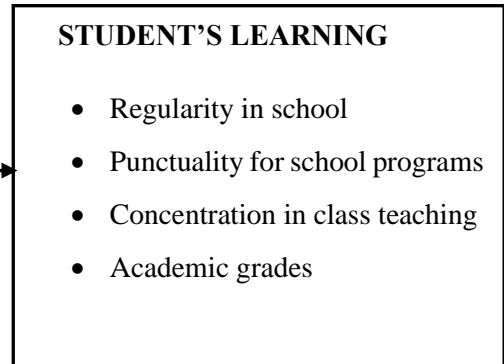 STUDENT’S LEARNING
• Regularity in school
• Punctuality for school programs
• Concentration in class teaching
• Academic grades